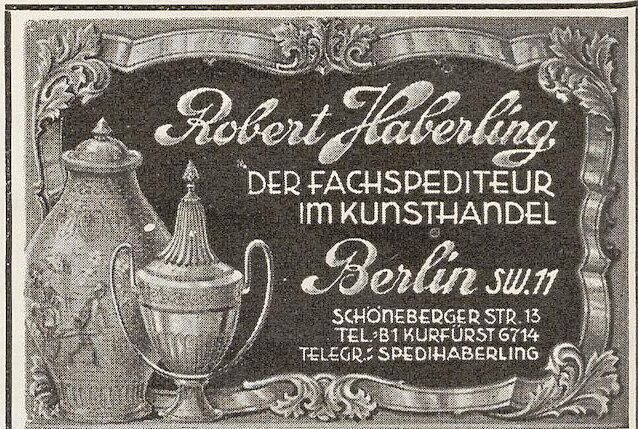 Robert Haberling,
DER FACHSPEDITEUR
IM KUNSTHANDEL
Berlin SW.11
SCHÖNEBERGER STR. 13
TEL.: B1 KURFÜRST 6714
TELEGR.: SPEDIHABERLING